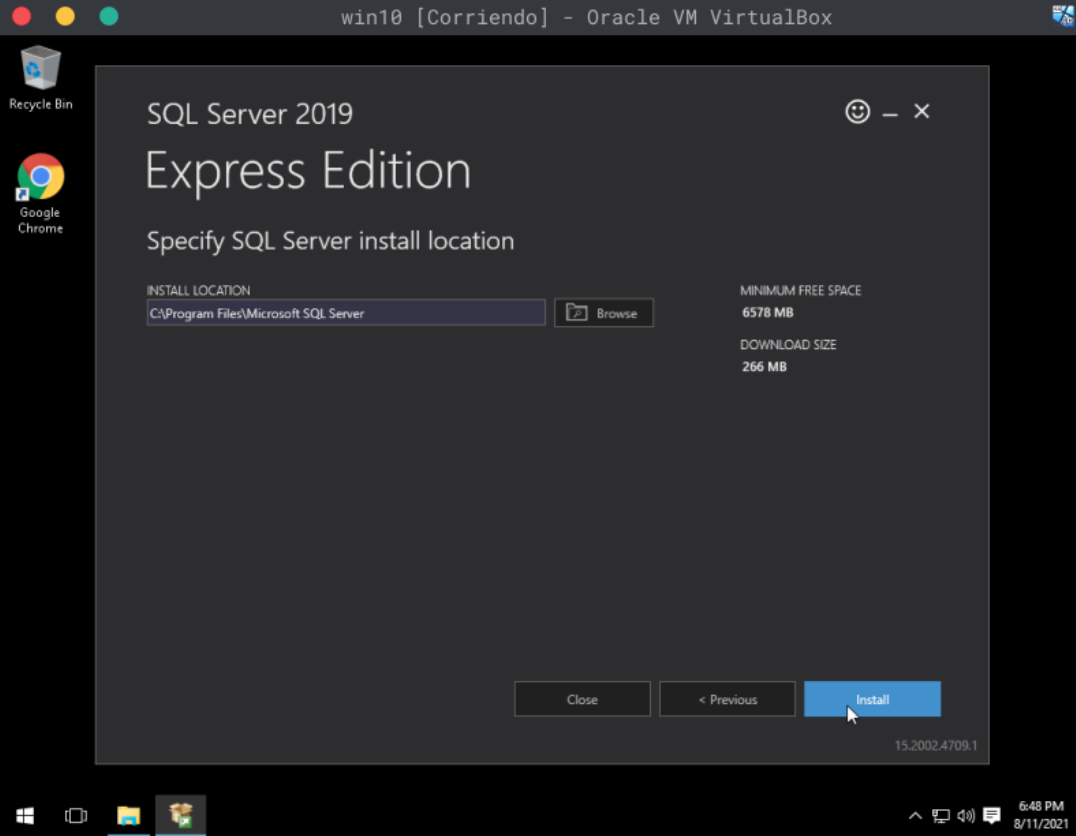 win10 [Corriendo] - Oracle VM VirtualBox
Recycle Bin
Google
Chrome
SQL Server 2019
Express Edition
Specify SQL Server install location
INSTALL LOCATION
C:\Program Files\Microsoft SQL Server
Browse
MINIMUM FREE SPACE
6578 MB
DOWNLOAD SIZE
266 MB
Close
< Previous
Install
15.2002.4709.1
6:48 PM
8/11/2021